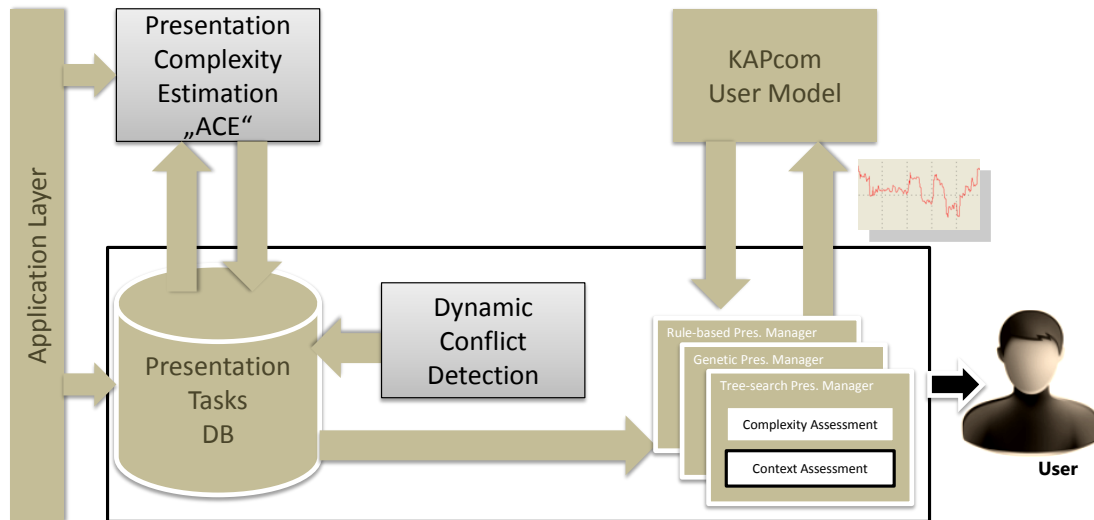 Application Layer
Presentation
Complexity
Estimation
„ACE“
KAPcom
User Model
Presentation
Tasks
DB
Dynamic
Conflict
Detection
Rule-based Pres. Manager
Genetic Pres. Manager
Tree-search Pres. Manager
Complexity Assessment
Context Assessment
User